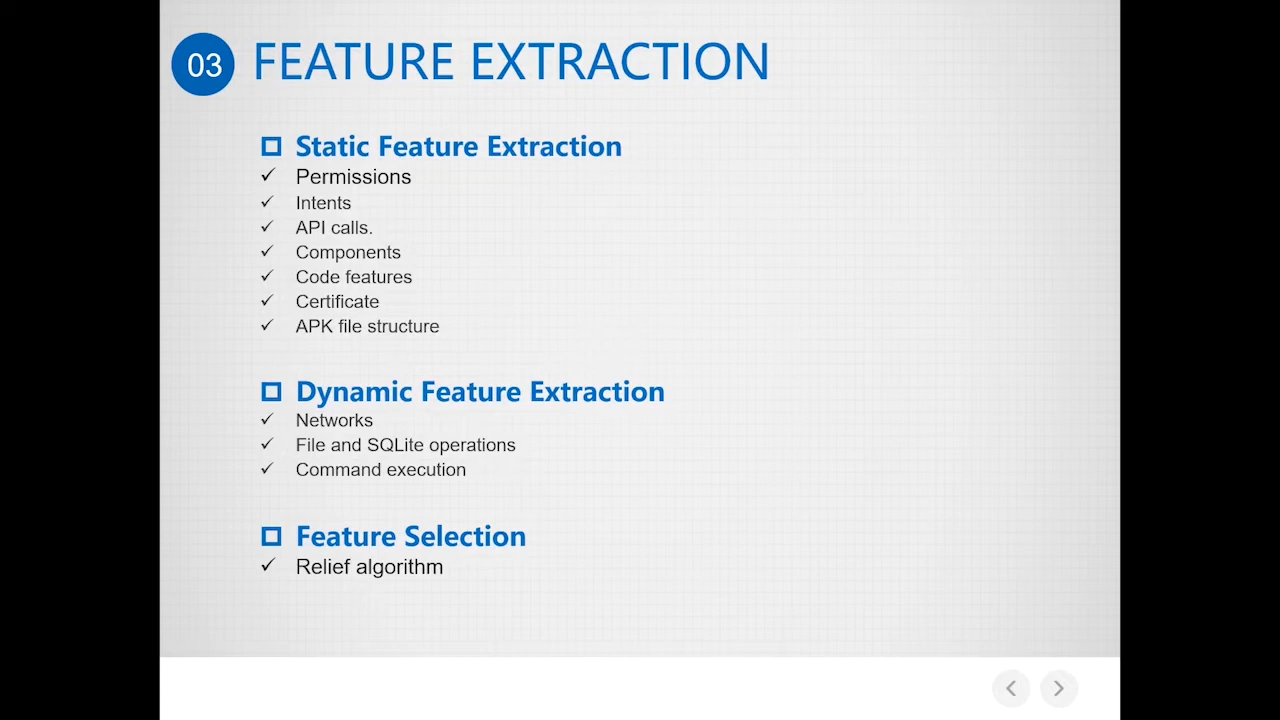 03 FEATURE EXTRACTION
Static Feature Extraction
Permissions
Intents
API calls.
Components
Code features
Certificate
APK file structure
Dynamic Feature Extraction
Networks
File and SQLite operations
Command execution
Feature Selection
Relief algorithm